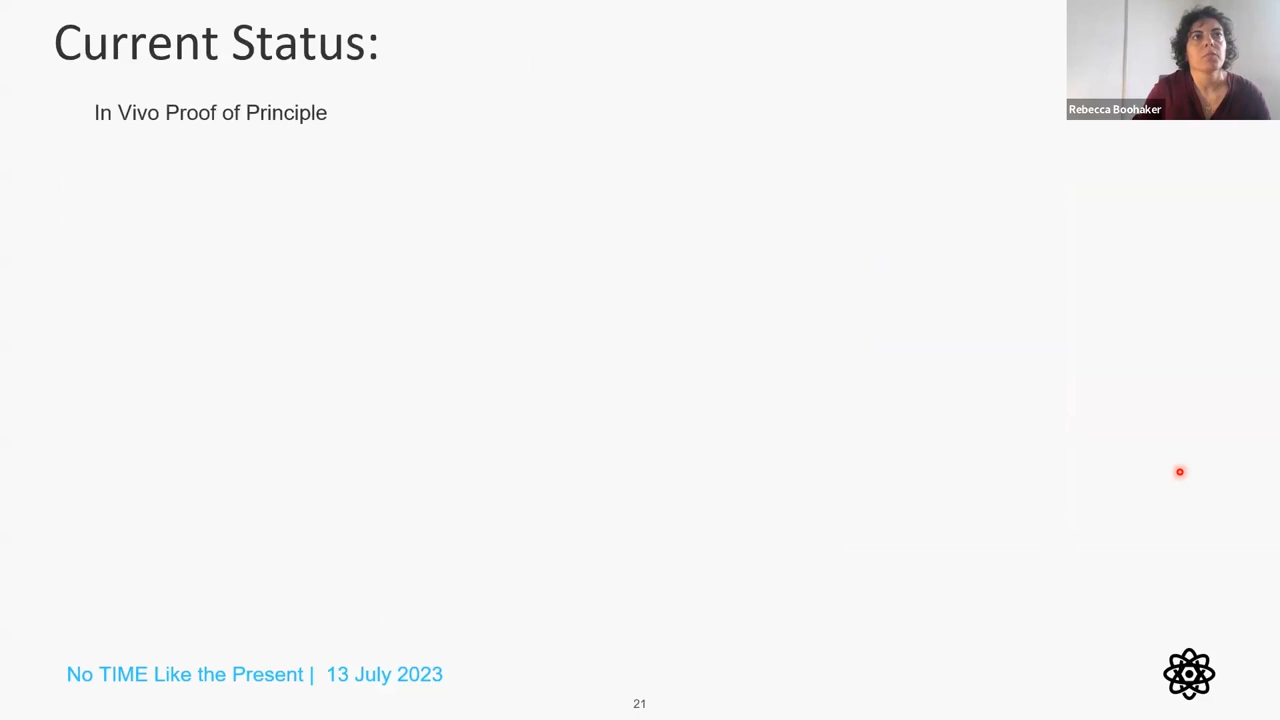 Current Status:
In Vivo Proof of Principle
Rebecca Boohaker
No TIME Like the Present | 13 July 2023
21